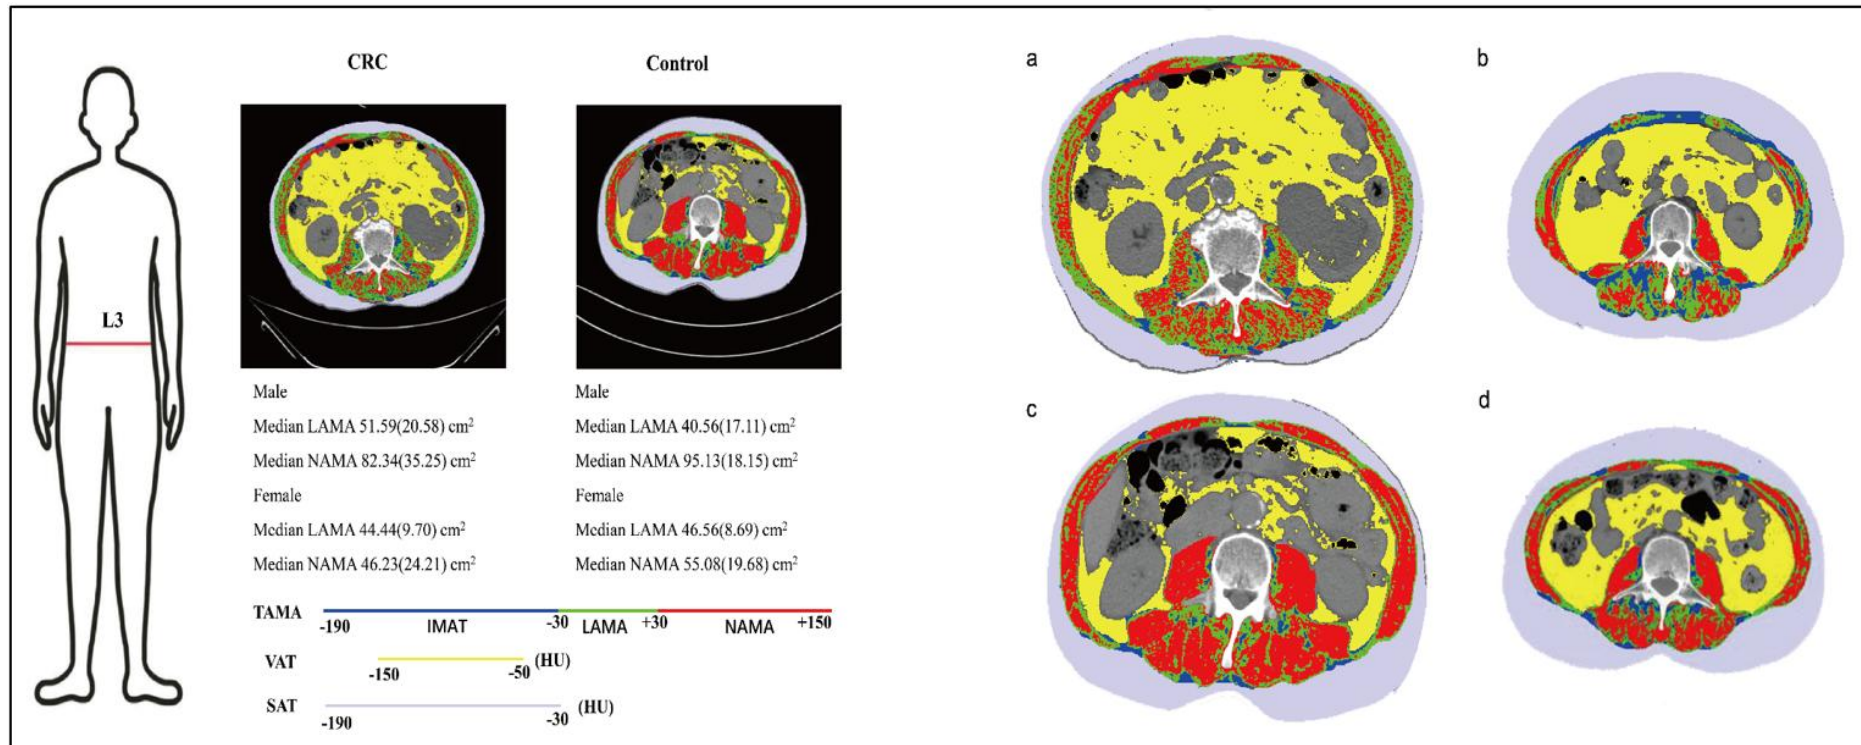 L3
CRC
Control
Male
Median LAMA 51.59(20.58) cm²
Median NAMA 82.34(35.25) cm²
Female
Median LAMA 44.44(9.70) cm²
Median NAMA 46.23(24.21) cm²
Male
Median LAMA 40.56(17.11) cm²
Median NAMA 95.13(18.15) cm²
Female
Median LAMA 46.56(8.69) cm²
Median NAMA 55.08(19.68) cm²
TAMA
-190 IMAT -30 LAMA +30 NAMA +150
VAT
-150 -50 (HU)
SAT
-190 -30 (HU)
a
b
c
d